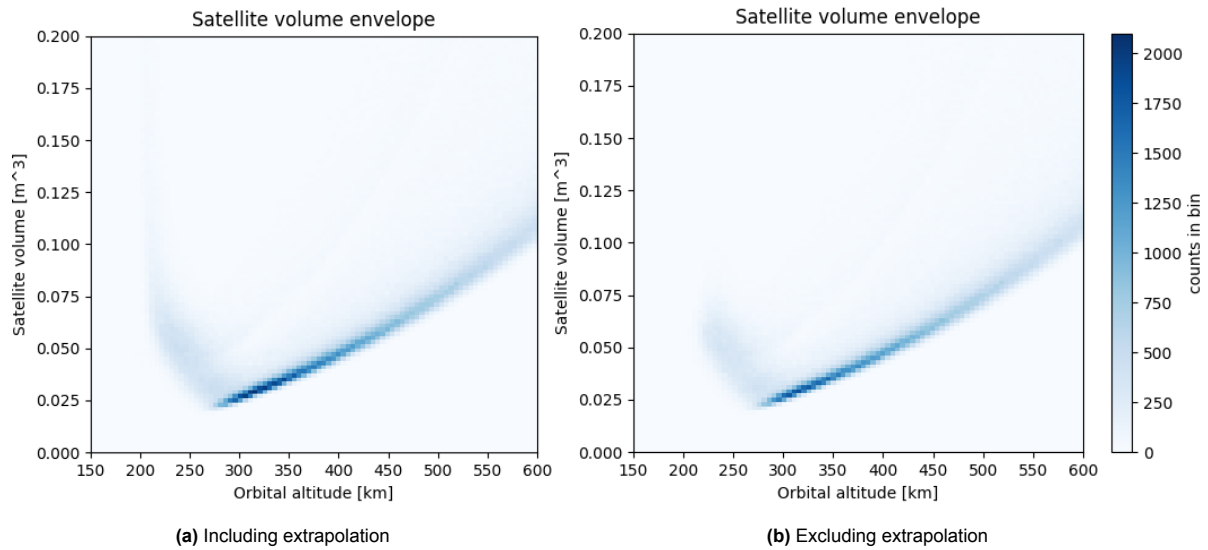 Satellite volume envelope
0.200
0.175
0.150
0.125
0.100
0.075
0.050
0.025
0.000
Satellite volume [m^3]
150 200 250 300 350 400 450 500 550 600
Orbital altitude [km]
(a) Including extrapolation
Satellite volume envelope
0.200
0.175
0.150
0.125
0.100
0.075
0.050
0.025
0.000
Satellite volume [m^3]
150 200 250 300 350 400 450 500 550 600
Orbital altitude [km]
(b) Excluding extrapolation
2000
1750
1500
1250
1000
750
500
250
0
counts in bin